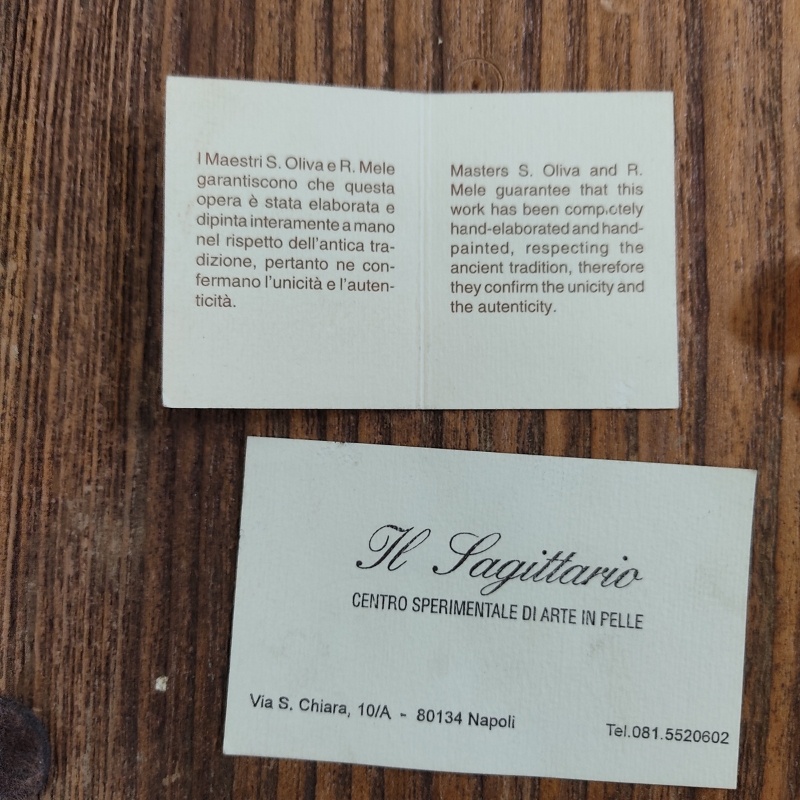 I Maestri S. Oliva e R. Mele
garantiscono che questa
opera è stata elaborata e
dipinta interamente a mano
nel rispetto dell'antica tra-
dizione, pertanto ne con-
fermano l'unicità e l'auten-
ticità.
Masters S. Oliva and R.
Mele guarantee that this
work has been completely
hand-elaborated and hand-
painted, respecting the
ancient tradition, therefore
they confirm the unicity and
the autenticity.
Il Sagittario
CENTRO SPERIMENTALE DI ARTE IN PELLE
Via S. Chiara, 10/A - 80134 Napoli
Tel.081.5520602